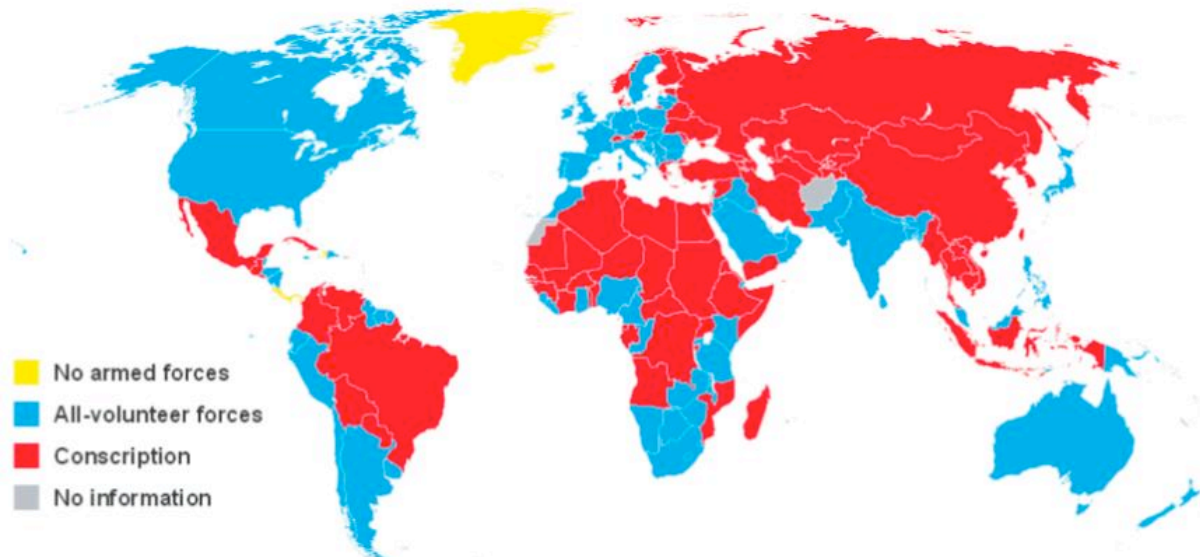 No armed forces
All-volunteer forces
Conscription
No information